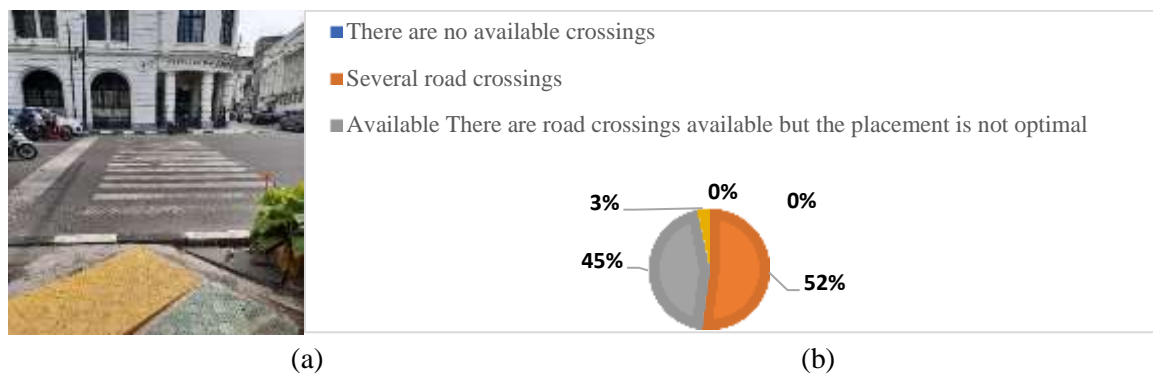 There are no available crossings
Several road crossings
Available There are road crossings available but the placement is not optimal
3%
0%
0%
45%
52%
(a)
(b)